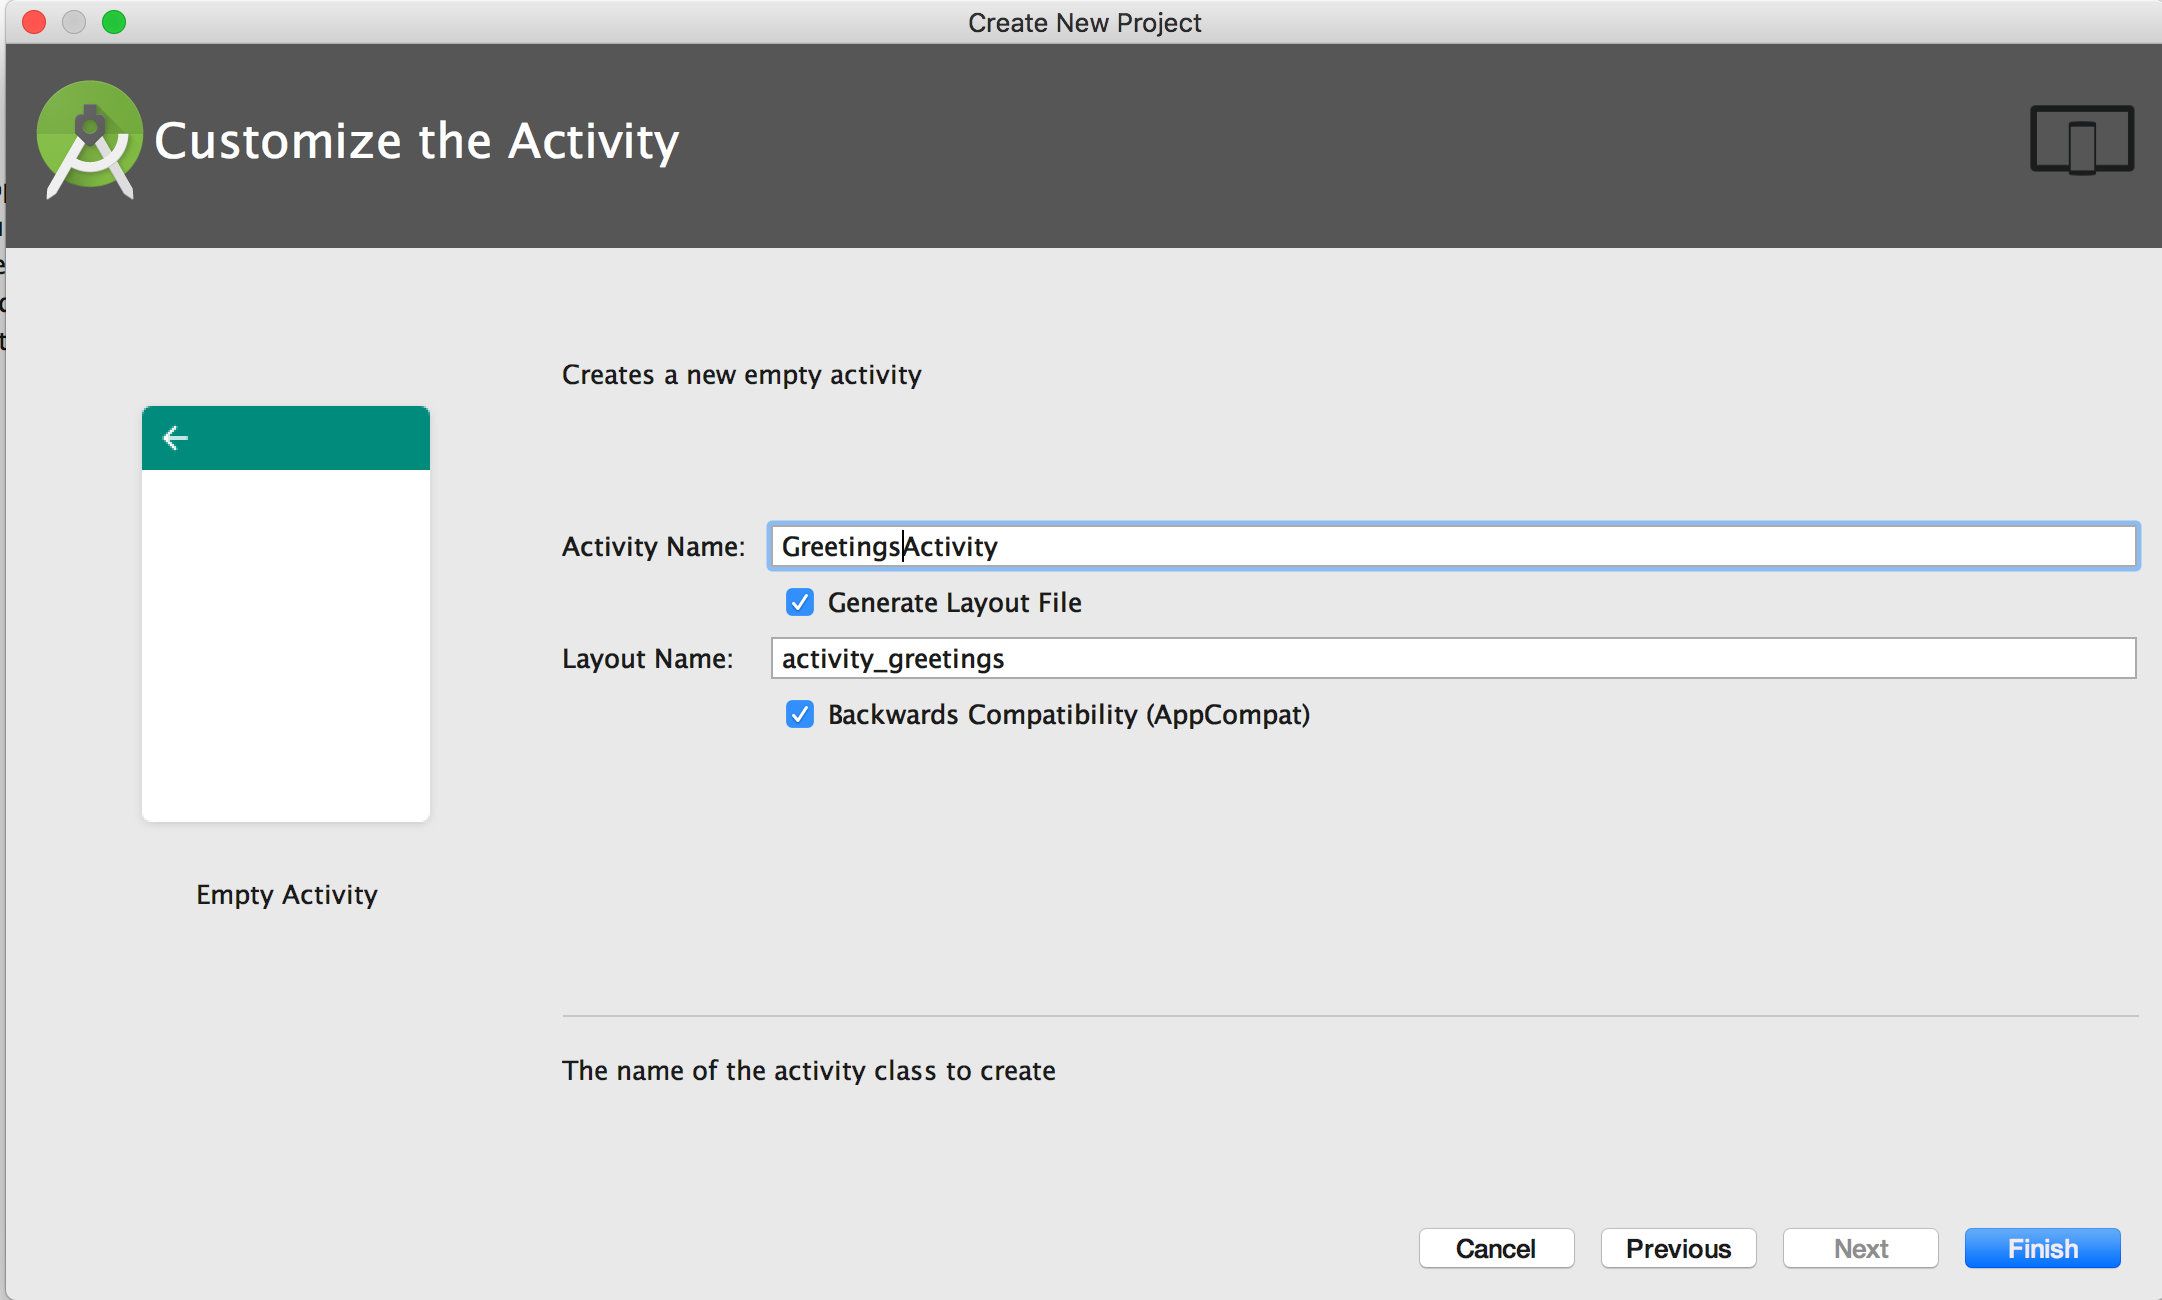 Create New Project
Customize the Activity
Creates a new empty activity
Activity Name: GreetingsActivity
Generate Layout File
Layout Name: activity_greetings
Backwards Compatibility (AppCompat)
Empty Activity
The name of the activity class to create
Cancel Previous Next Finish